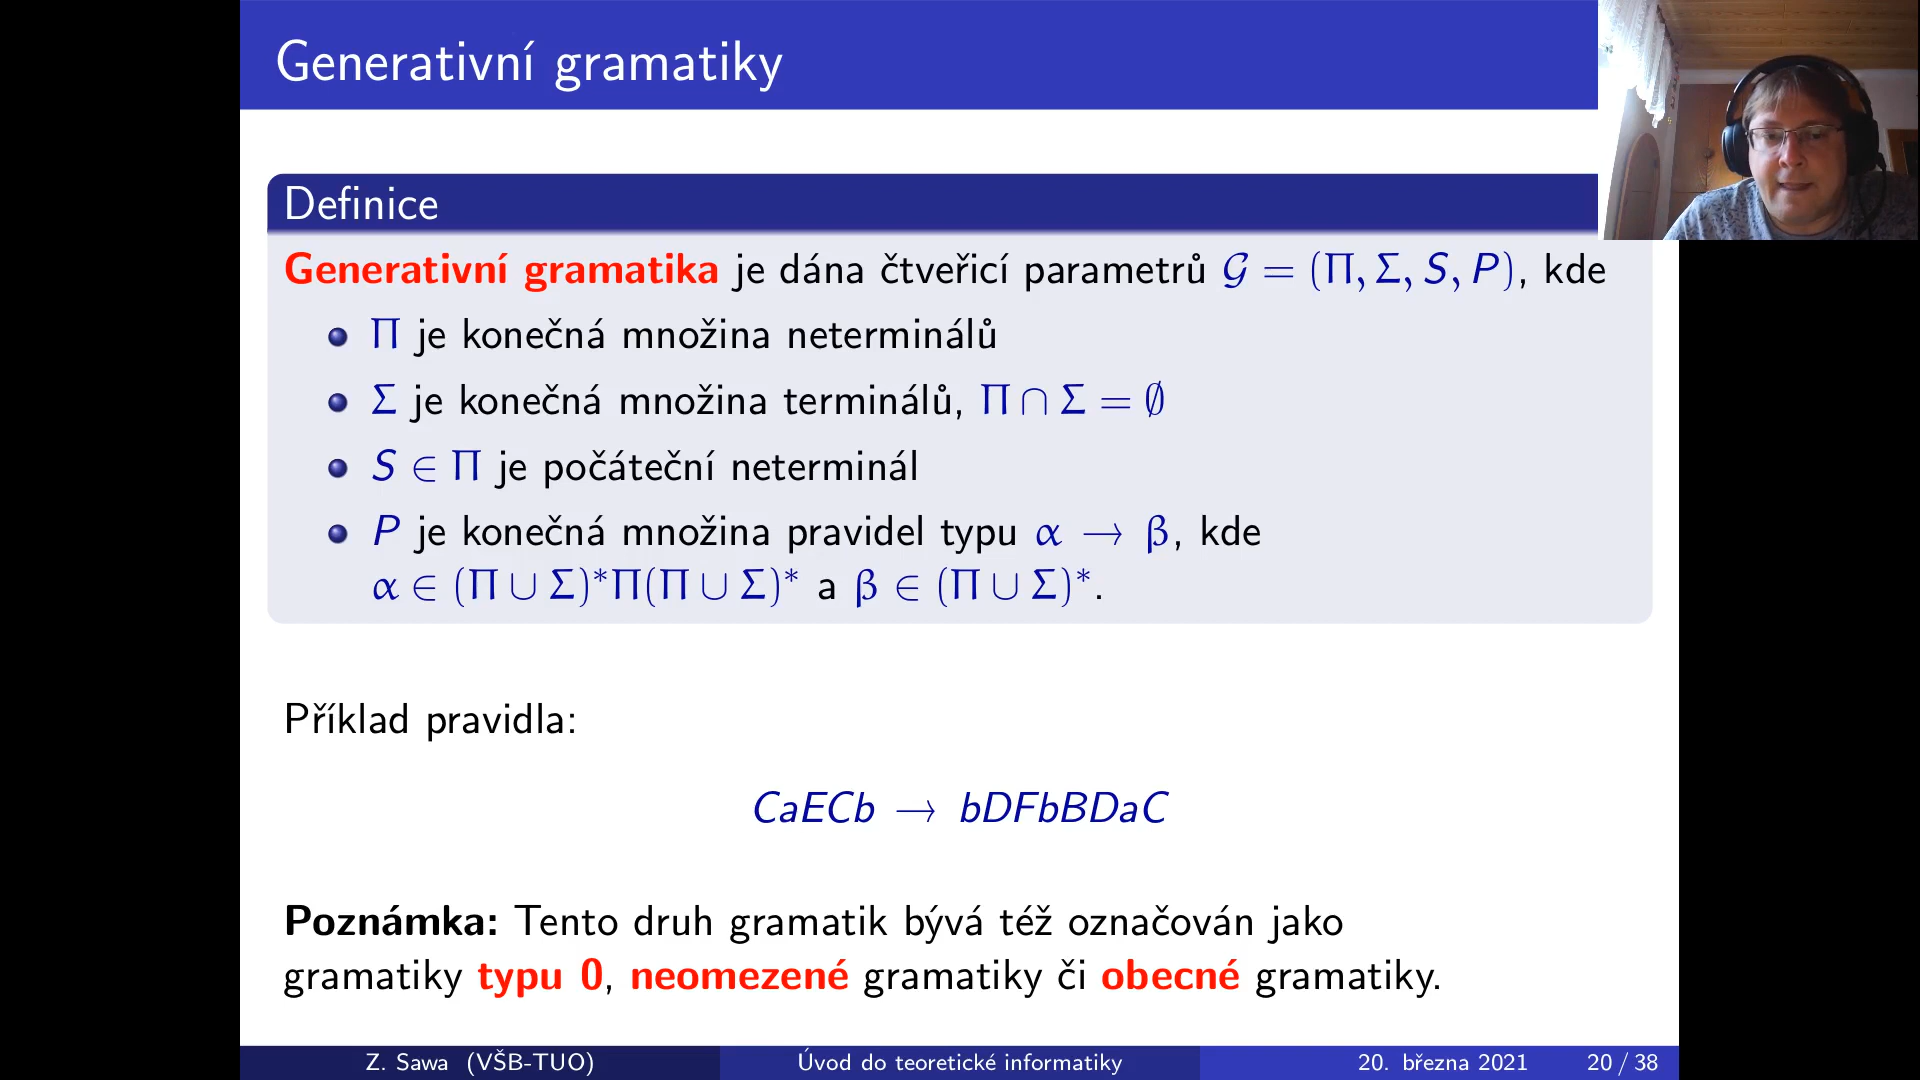 Generativní gramatiky
Definice
Generativní gramatika je dána čtveřicí parametrů 𝒢 = (Π, Σ, S, P), kde
Π je konečná množina neterminálů
Σ je konečná množina terminálů, Π ∩ Σ = ∅
S ∈ Π je počáteční neterminál
P je konečná množina pravidel typu α → β, kde
α ∈ (Π ∪ Σ)*Π(Π ∪ Σ)* a β ∈ (Π ∪ Σ)*.
Příklad pravidla:
CaECb → bDFbBDaC
Poznámka: Tento druh gramatik bývá též označován jako
gramatiky typu 0, neomezené gramatiky či obecné gramatiky.
Z. Sawa (VŠB-TUO) Úvod do teoretické informatiky 20. března 2021 20 / 38